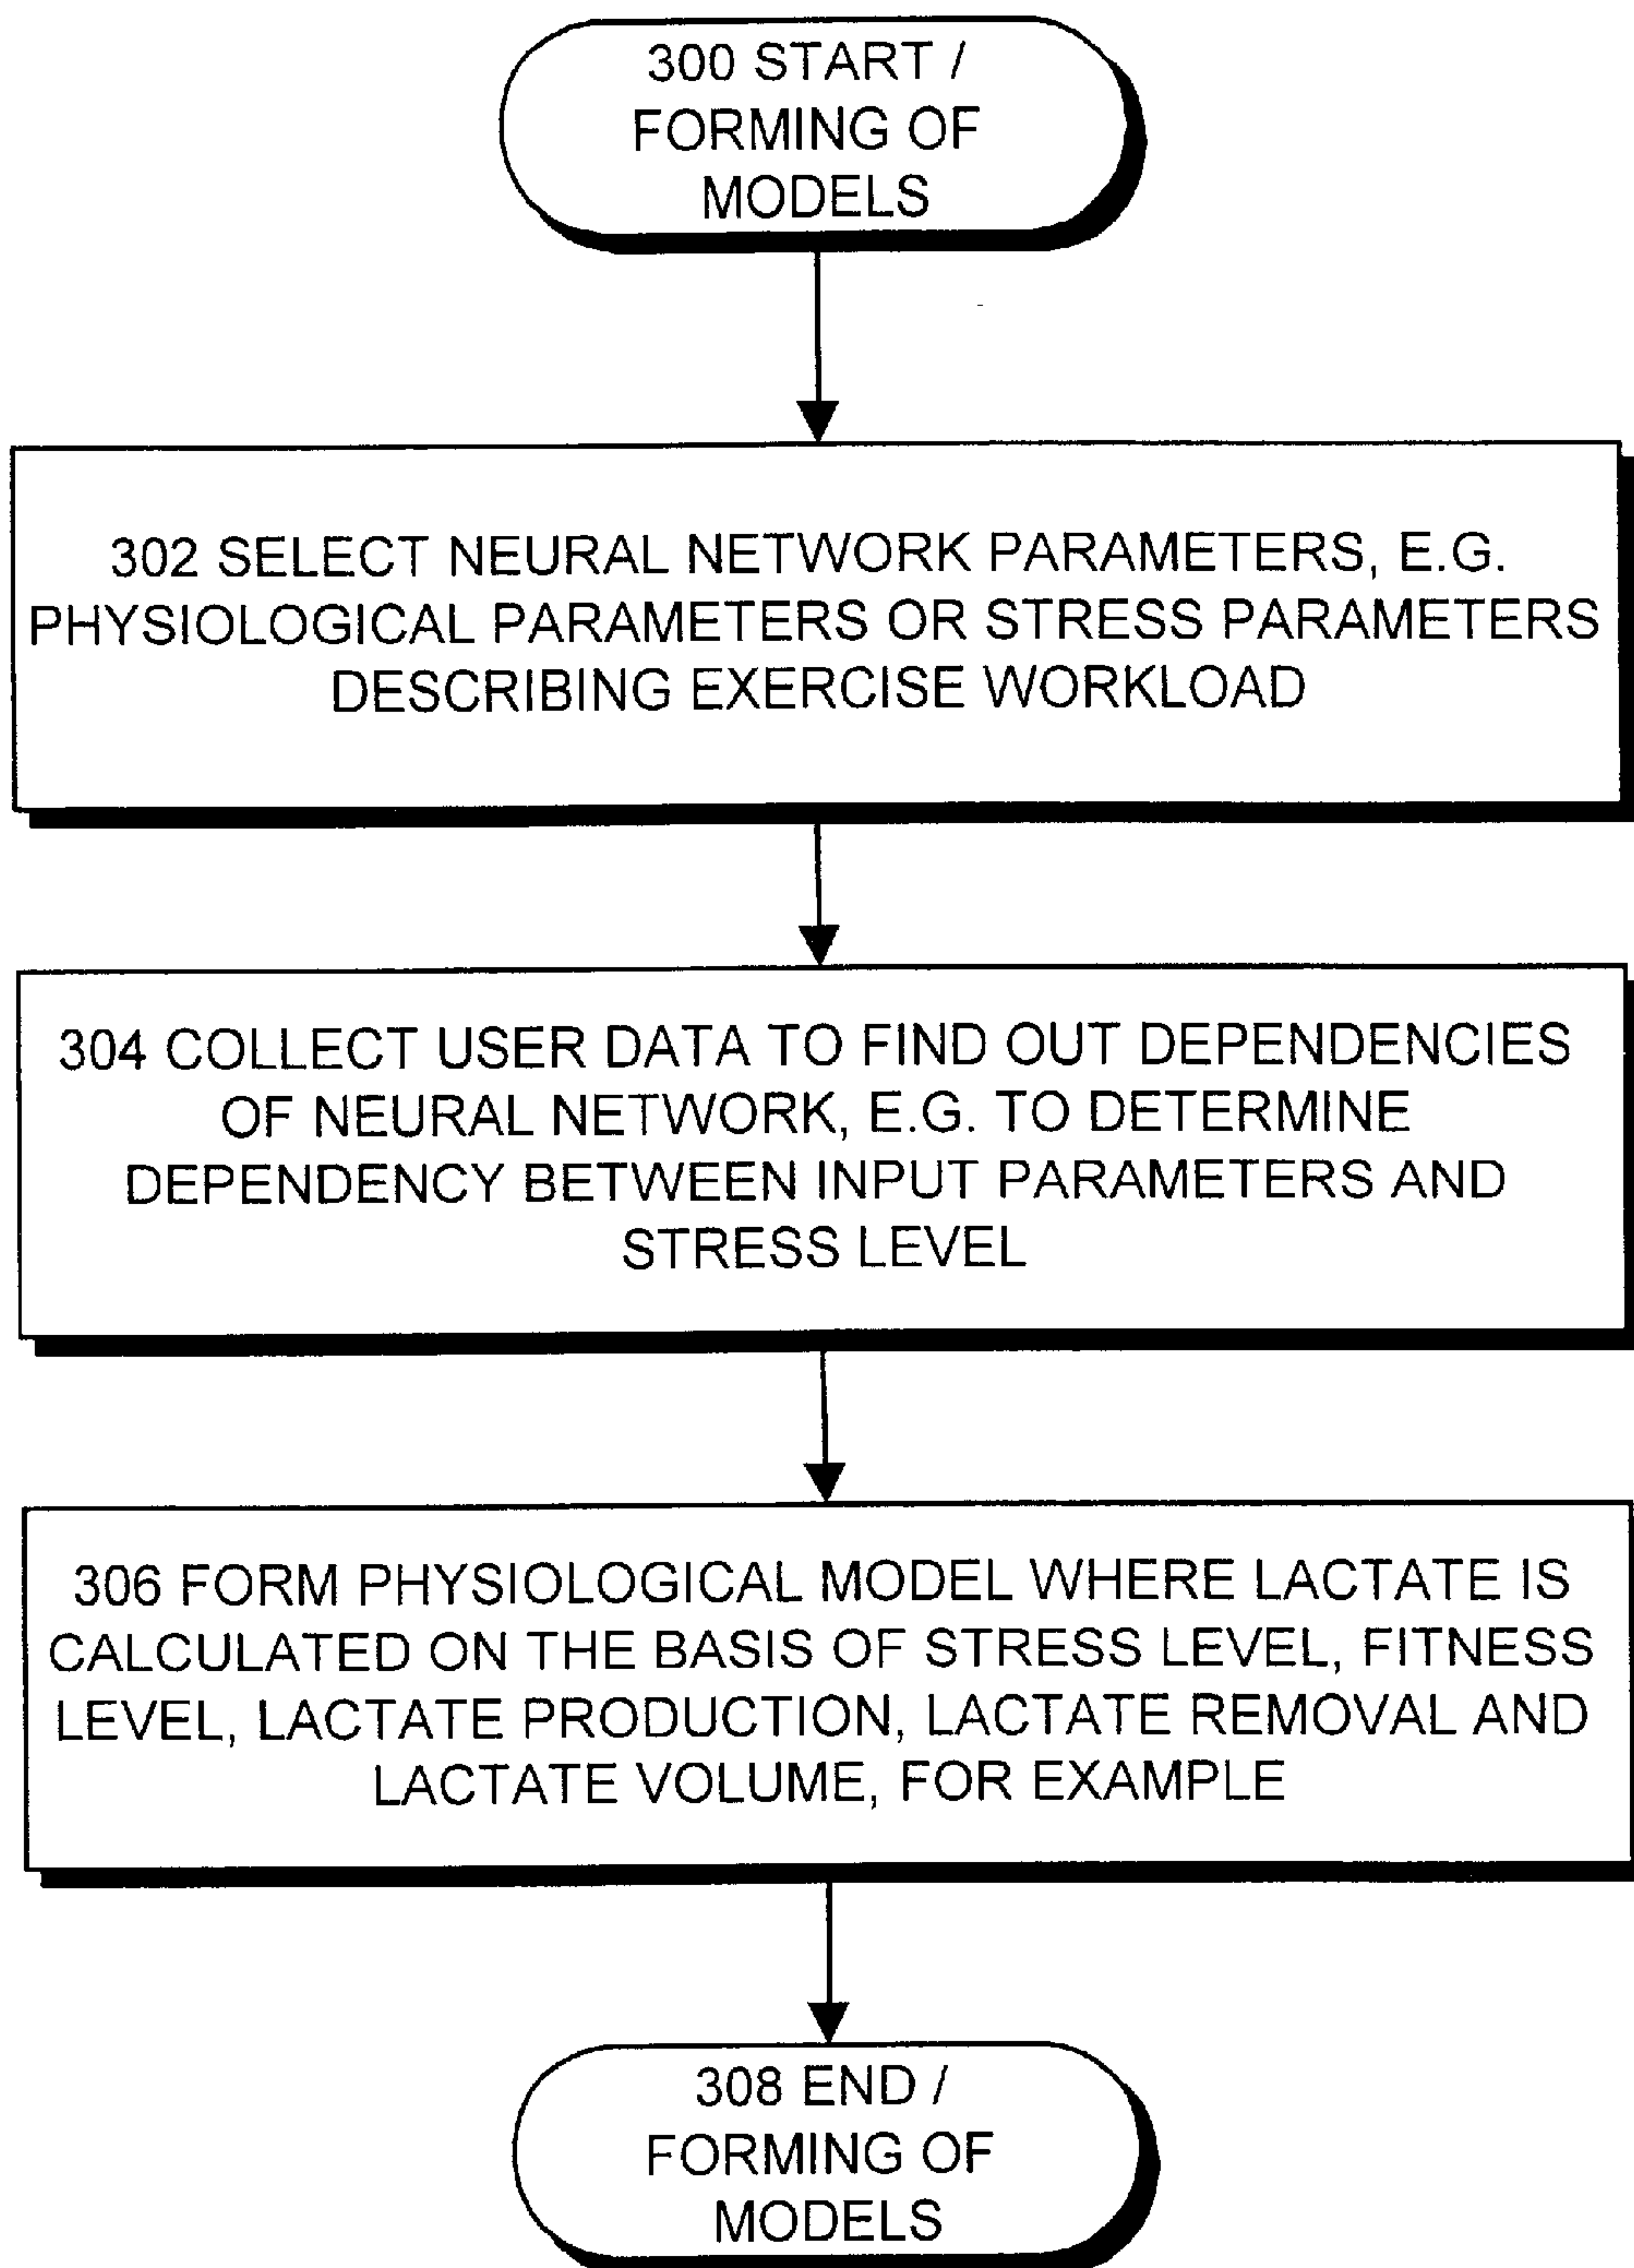 300 START /
FORMING OF
MODELS
302 SELECT NEURAL NETWORK PARAMETERS, E.G.
PHYSIOLOGICAL PARAMETERS OR STRESS PARAMETERS
DESCRIBING EXERCISE WORKLOAD
304 COLLECT USER DATA TO FIND OUT DEPENDENCIES
OF NEURAL NETWORK, E.G. TO DETERMINE
DEPENDENCY BETWEEN INPUT PARAMETERS AND
STRESS LEVEL
306 FORM PHYSIOLOGICAL MODEL WHERE LACTATE IS
CALCULATED ON THE BASIS OF STRESS LEVEL, FITNESS
LEVEL, LACTATE PRODUCTION, LACTATE REMOVAL AND
LACTATE VOLUME, FOR EXAMPLE
308 END /
FORMING OF
MODELS